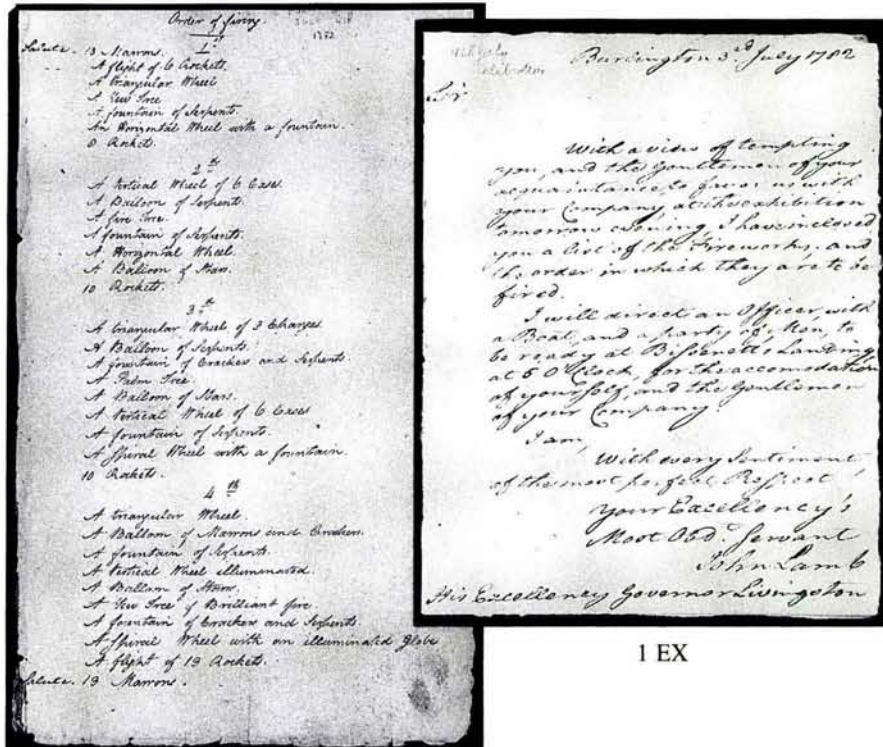 Order of firing
1st
Salute. 13 Marrons.
A flight of 6 Rockets.
A triangular Wheel
A Yew Tree
A fountain of Serpents.
An Horizontal Wheel with a fountain.
8 Rockets.
2th
A Vertical Wheel of 6 Cases.
A Balloon of Serpents.
A fire Tree.
A fountain of Serpents.
A Horizontal Wheel.
A Balloon of Stars.
10 Rockets.
3th
A triangular Wheel of 3 Changes
A Balloon of Serpents.
A fountain of Crackers and Serpents.
A Palm Tree.
A Balloon of Stars.
A Vertical Wheel of 6 Cases
A fountain of Serpents.
A Spiral Wheel with a fountain.
10 Rockets.
4th
A triangular Wheel.
A Balloon of Marrons and Crackers.
A fountain of Serpents.
A Vertical Wheel illuminated.
A Balloon of Stars.
A Yew Tree of Brilliant fire
A fountain of Crackers and Serpents.
A Spiral Wheel with an illuminated Globe
A flight of 13 Rockets.
Salute. 13 Marrons.
Burlington 3rd July 1782
Sir
With a view of tempting
you, and the Gentlemen of your
acquaintance, to favor us with
your Company at the exhibition
tomorrow evening, I have inclosed
you a list of the Fireworks. and
the order in which they are to be
fired.
I will direct an Officer, with
a Boat, and a party of Men, to
be ready at Bissenett's Landing
at 5 O'Clock, for the accomodation
of yourself, and the Gentlemen
of your Company.
I am,
With every Sentiment
of the most perfect Respect
Your Excellency's
Most Obd. Servant
John Lamb
His Excellency Governor Livingston
1 EX